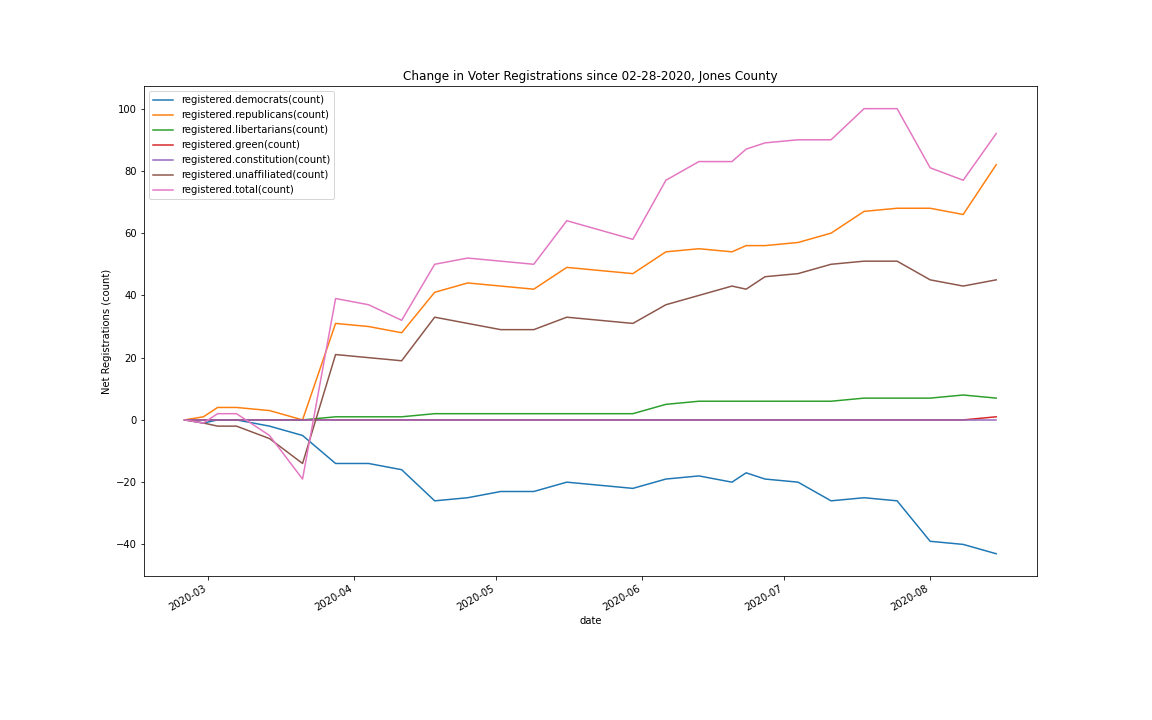 Change in Voter Registrations since 02-28-2020, Jones County
registered.democrats(count)
registered.republicans(count)
registered.libertarians(count)
registered.green(count)
registered.constitution(count)
registered.unaffiliated(count)
registered.total(count)
Net Registrations (count)
100
80
60
40
20
0
−20
−40
2020-03
2020-04
2020-05
2020-06
2020-07
2020-08
date